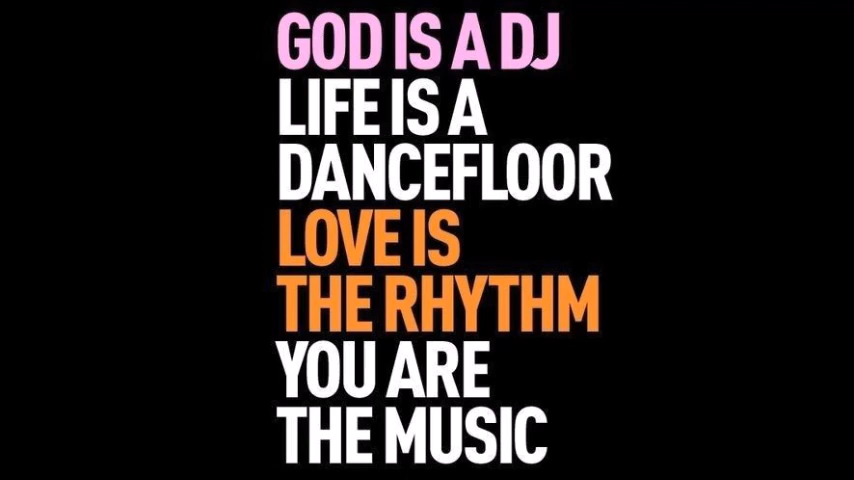 GOD IS A DJ
LIFE IS A
DANCEFLOOR
LOVE IS
THE RHYTHM
YOU ARE
THE MUSIC